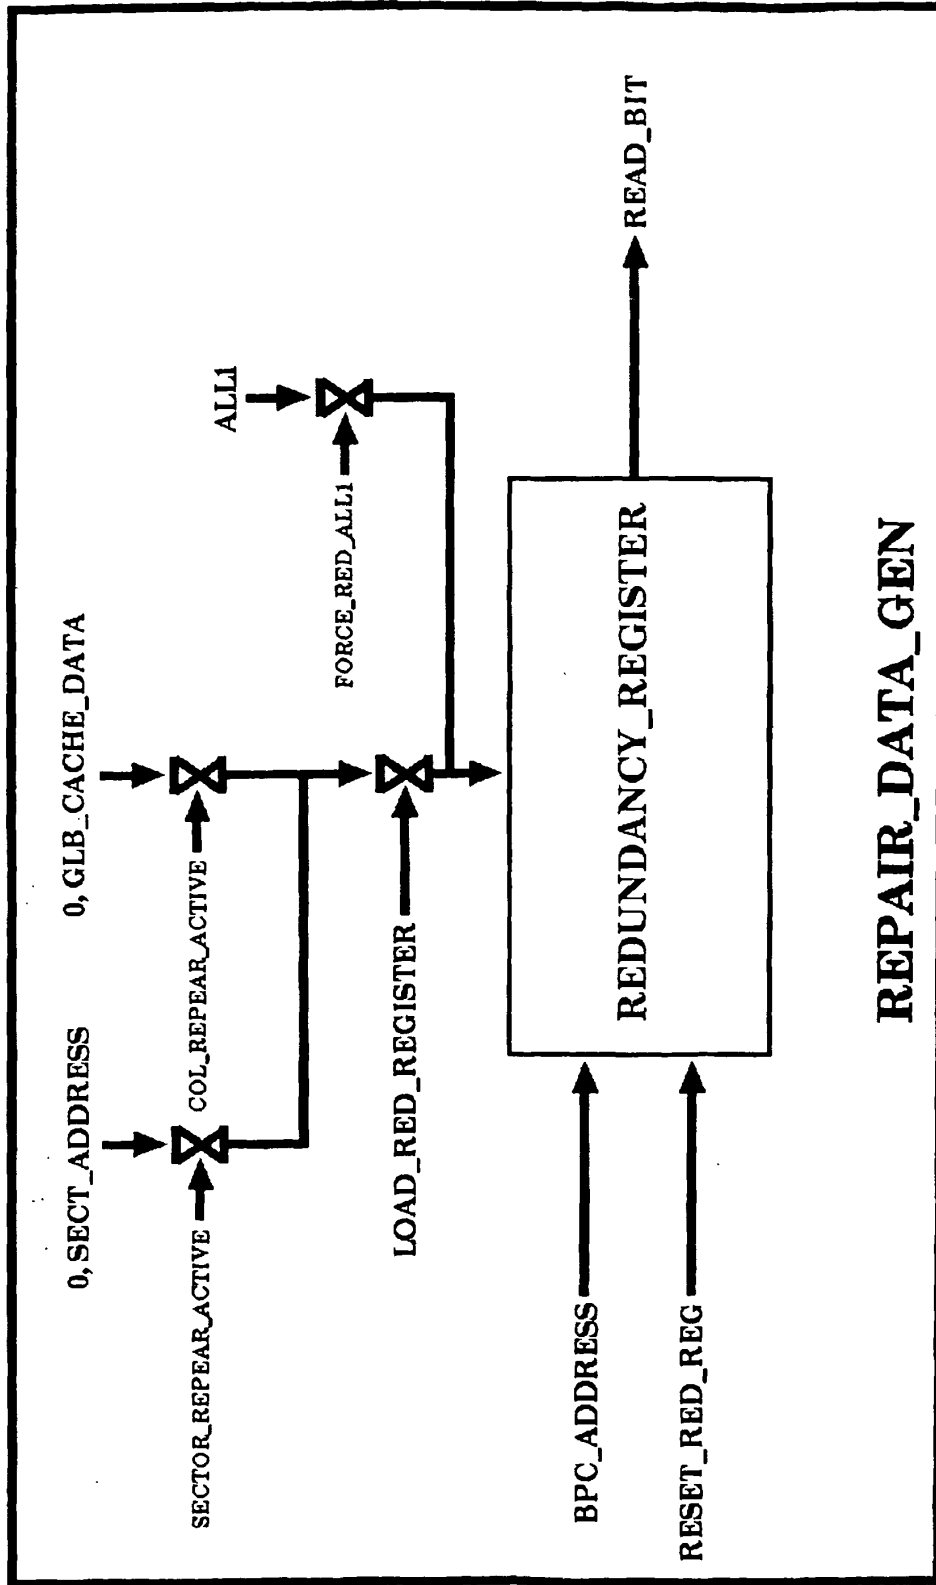 0, SECT_ADDRESS
0, GLB_CACHE_DATA
SECTOR_REPEAR_ACTIVE
COL_REPEAR_ACTIVE
ALL1
FORCE_RED_ALL1
LOAD_RED_REGISTER
BPC_ADDRESS
RESET_RED_REG
REDUNDANCY_REGISTER
READ_BIT
REPAIR_DATA_GEN